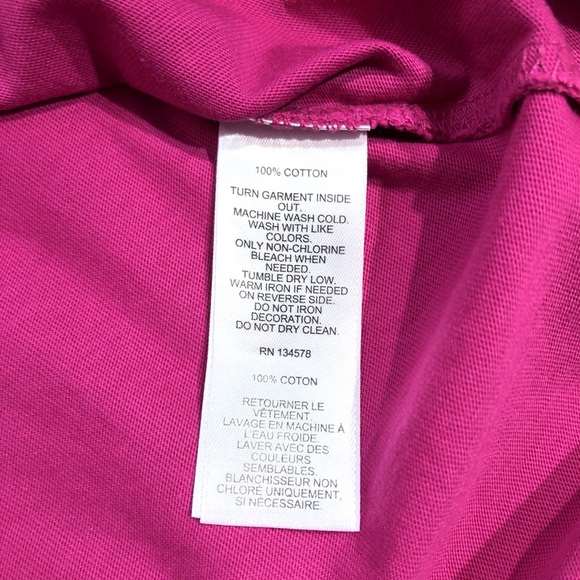 100% COTTON
TURN GARMENT INSIDE
OUT.
MACHINE WASH COLD.
WASH WITH LIKE
COLORS.
ONLY NON-CHLORINE
BLEACH WHEN
NEEDED.
TUMBLE DRY LOW.
WARM IRON IF NEEDED
ON REVERSE SIDE.
DO NOT IRON
DECORATION.
DO NOT DRY CLEAN.
RN 134578
100% COTON
RETOURNER LE
VÊTEMENT.
LAVAGE EN MACHINE À
L'EAU FROIDE.
LAVER AVEC DES
COULEURS
SEMBLABLES.
BLANCHISSEUR NON
CHLORÉ UNIQUEMENT,
SI NÉCESSAIRE.